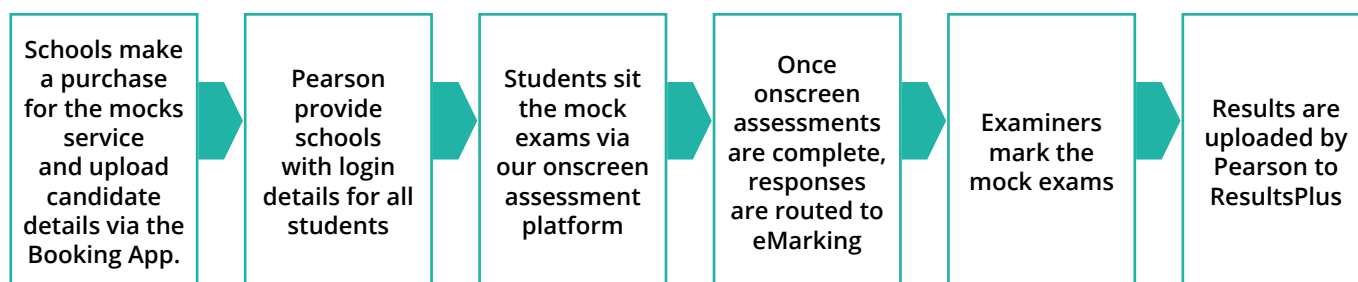 Schools make
a purchase
for the mocks
service
and upload
candidate
details via the
Booking App.
Pearson
provide
schools
with login
details for all
students
Students sit
the mock
exams via
our onscreen
assessment
platform
Once
onscreen
assessments
are complete,
responses
are routed to
eMarking
Examiners
mark the
mock exams
Results are
uploaded by
Pearson to
ResultsPlus